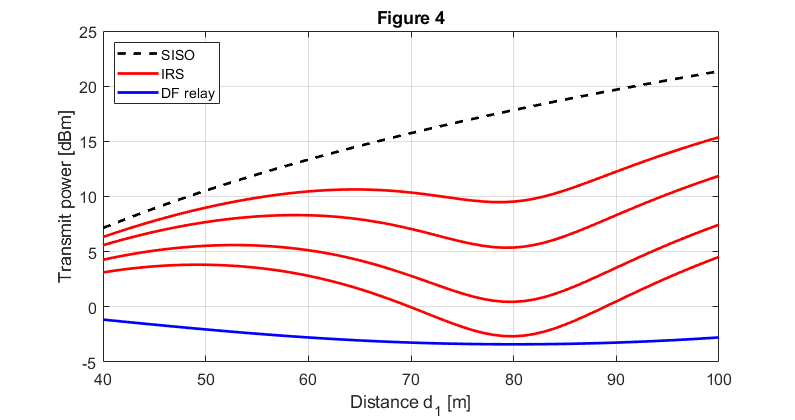 Figure 4
SISO
IRS
DF relay
Transmit power [dBm]
25
20
15
10
5
0
-5
40 50 60 70 80 90 100
Distance d1 [m]